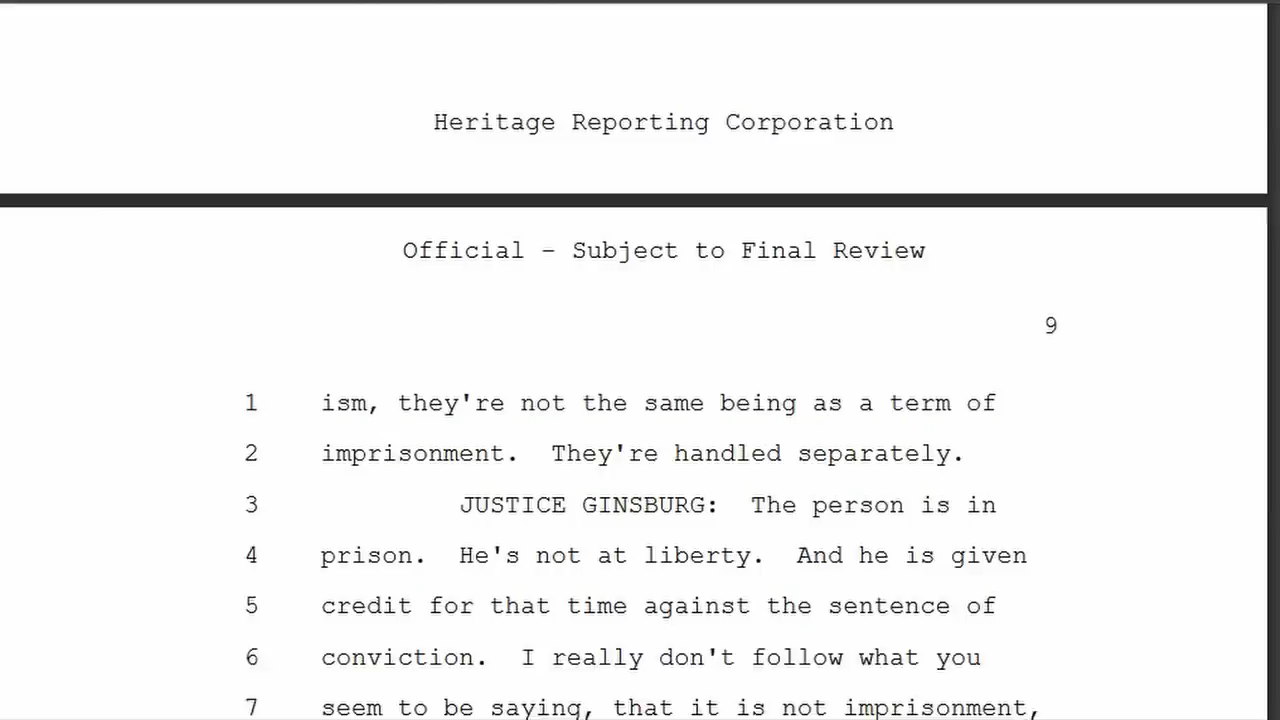 Heritage Reporting Corporation
Official - Subject to Final Review
9
1 ism, they're not the same being as a term of
2 imprisonment. They're handled separately.
3 JUSTICE GINSBURG: The person is in
4 prison. He's not at liberty. And he is given
5 credit for that time against the sentence of
6 conviction. I really don't follow what you
7 seem to be saying, that it is not imprisonment,